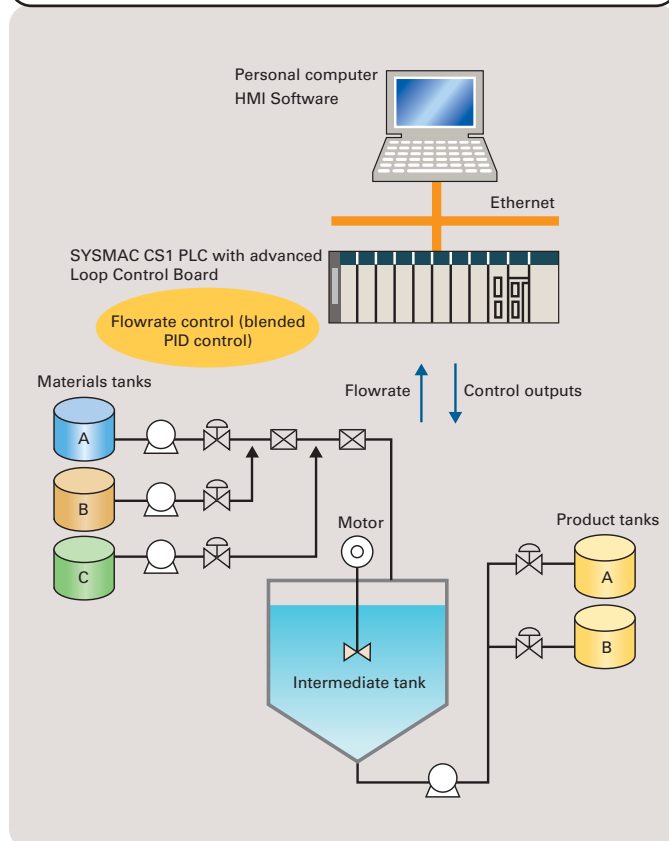 Personal computer
HMI Software
Ethernet
SYSMAC CS1 PLC with advanced
Loop Control Board
Flowrate control (blended
PID control)
Flowrate
Control outputs
Materials tanks
A
B
C
Motor
Product tanks
A
B
Intermediate tank